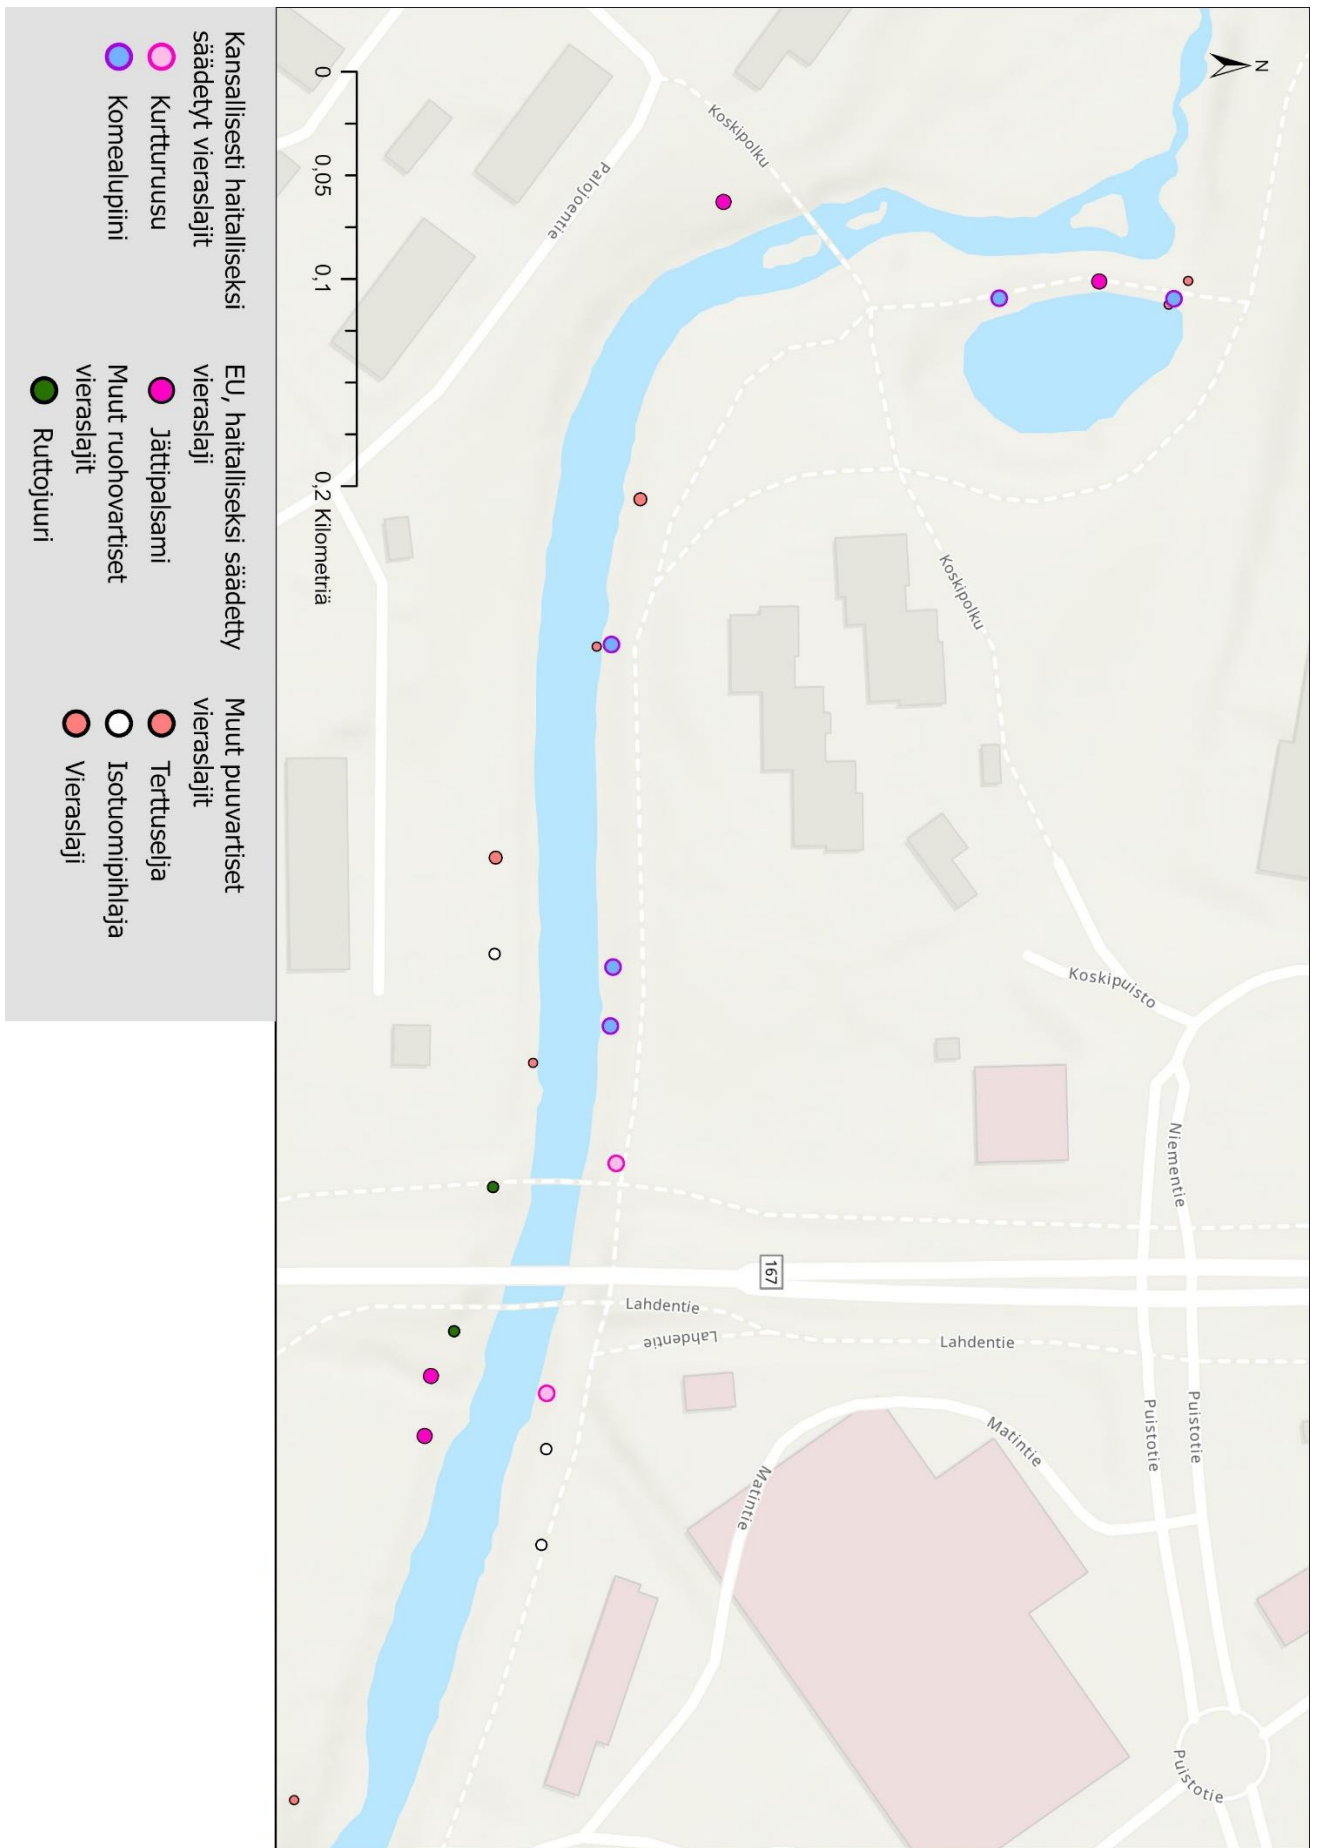 N
Koskipolku
Palojoentie
Koskipolku
Koskipuisto
Niementie
167
Lahdentie
Lahdentie
Lahdentie
Puistotie
Puistotie
Matintie
Matintie
Puistotie
0 0,05 0,1 0,2 Kilometriä
Kansallisesti haitalliseksi
säädetyt vieraslajit
Kurtturuusu
Komealupiini
EU, haitalliseksi säädetty
vieraslaji
Jättipalsami
Muut ruohovartiset
vieraslajit
Ruttojuuri
Muut puuvartiset
vieraslajit
Terttuselja
Isotuomipihlaja
Vieraslaji